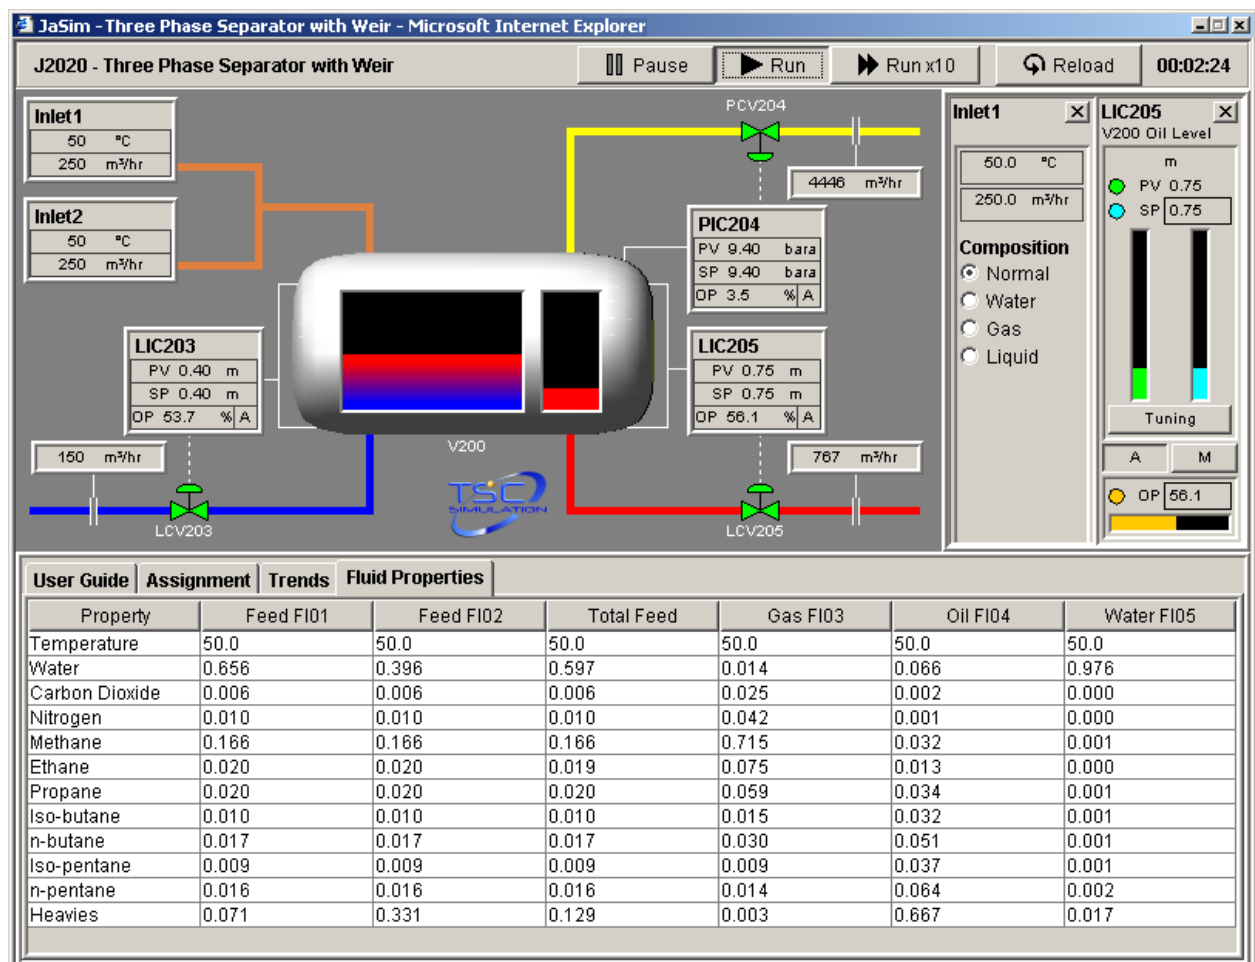 JaSim - Three Phase Separator with Weir - Microsoft Internet Explorer
J2020 - Three Phase Separator with Weir
Pause
Run
Run x10
Reload
00:02:24
Inlet1
50 °C
250 m³/hr
Inlet2
50 °C
250 m³/hr
PCV204
4446 m³/hr
PIC204
PV 9.40 bara
SP 9.40 bara
OP 3.5 % A
LIC203
PV 0.40 m
SP 0.40 m
OP 53.7 % A
LIC205
PV 0.75 m
SP 0.75 m
OP 56.1 % A
V200
150 m³/hr
767 m³/hr
LCV203
TSC
SIMULATION
LCV205
Inlet1
50.0 °C
250.0 m³/hr
Composition
Normal
Water
Gas
Liquid
LIC205
V200 Oil Level
m
PV 0.75
SP 0.75
Tuning
A M
OP 56.1
User Guide Assignment Trends Fluid Properties
Property Feed FI01 Feed FI02 Total Feed Gas FI03 Oil FI04 Water FI05
Temperature 50.0 50.0 50.0 50.0 50.0 50.0
Water 0.656 0.396 0.597 0.014 0.066 0.976
Carbon Dioxide 0.006 0.006 0.006 0.025 0.002 0.000
Nitrogen 0.010 0.010 0.010 0.042 0.001 0.000
Methane 0.166 0.166 0.166 0.715 0.032 0.001
Ethane 0.020 0.020 0.019 0.075 0.013 0.000
Propane 0.020 0.020 0.020 0.059 0.034 0.001
Iso-butane 0.010 0.010 0.010 0.015 0.032 0.001
n-butane 0.017 0.017 0.017 0.030 0.051 0.001
Iso-pentane 0.009 0.009 0.009 0.009 0.037 0.001
n-pentane 0.016 0.016 0.016 0.014 0.064 0.002
Heavies 0.071 0.331 0.129 0.003 0.667 0.017